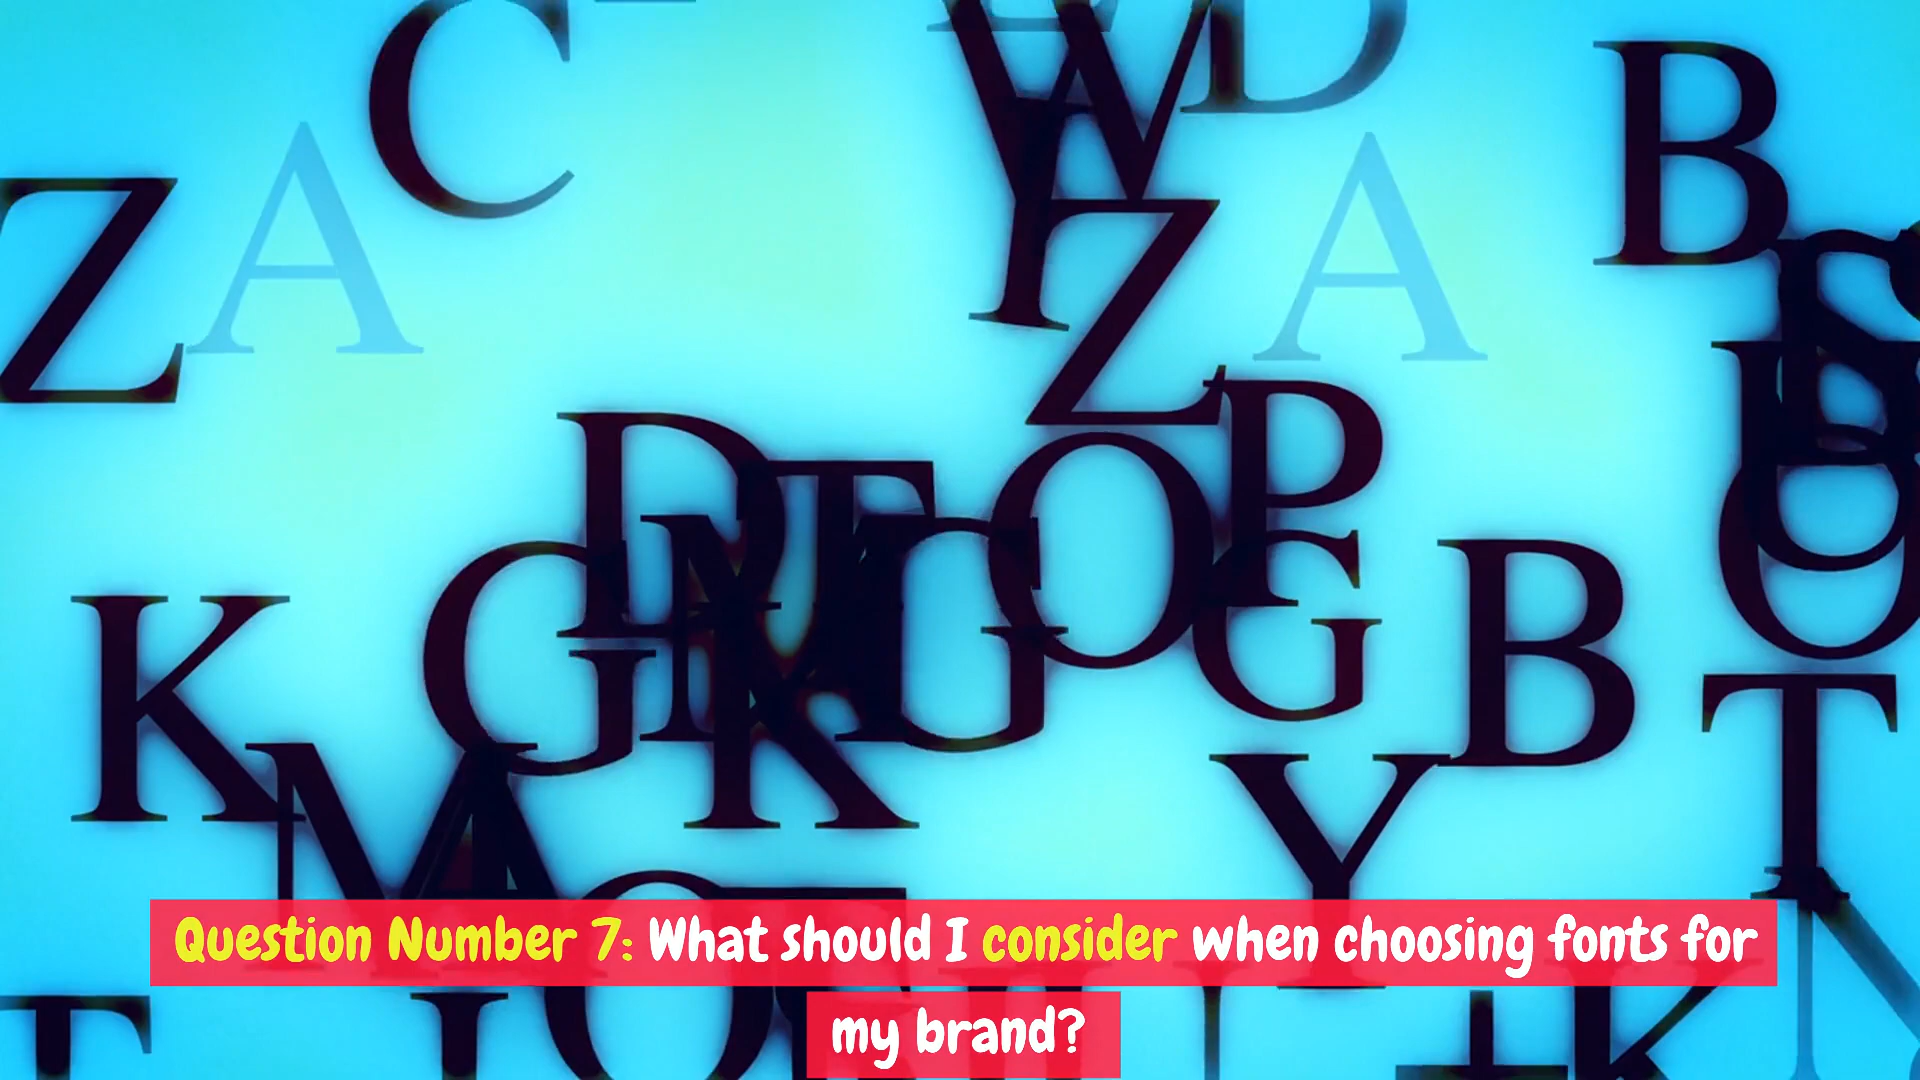 C
W
D
B
Z
A
A
Z
P
D
T
O
G
N
G
G
B
K
K
T
M
Y
Question Number 7: What should I consider when choosing fonts for
my brand?